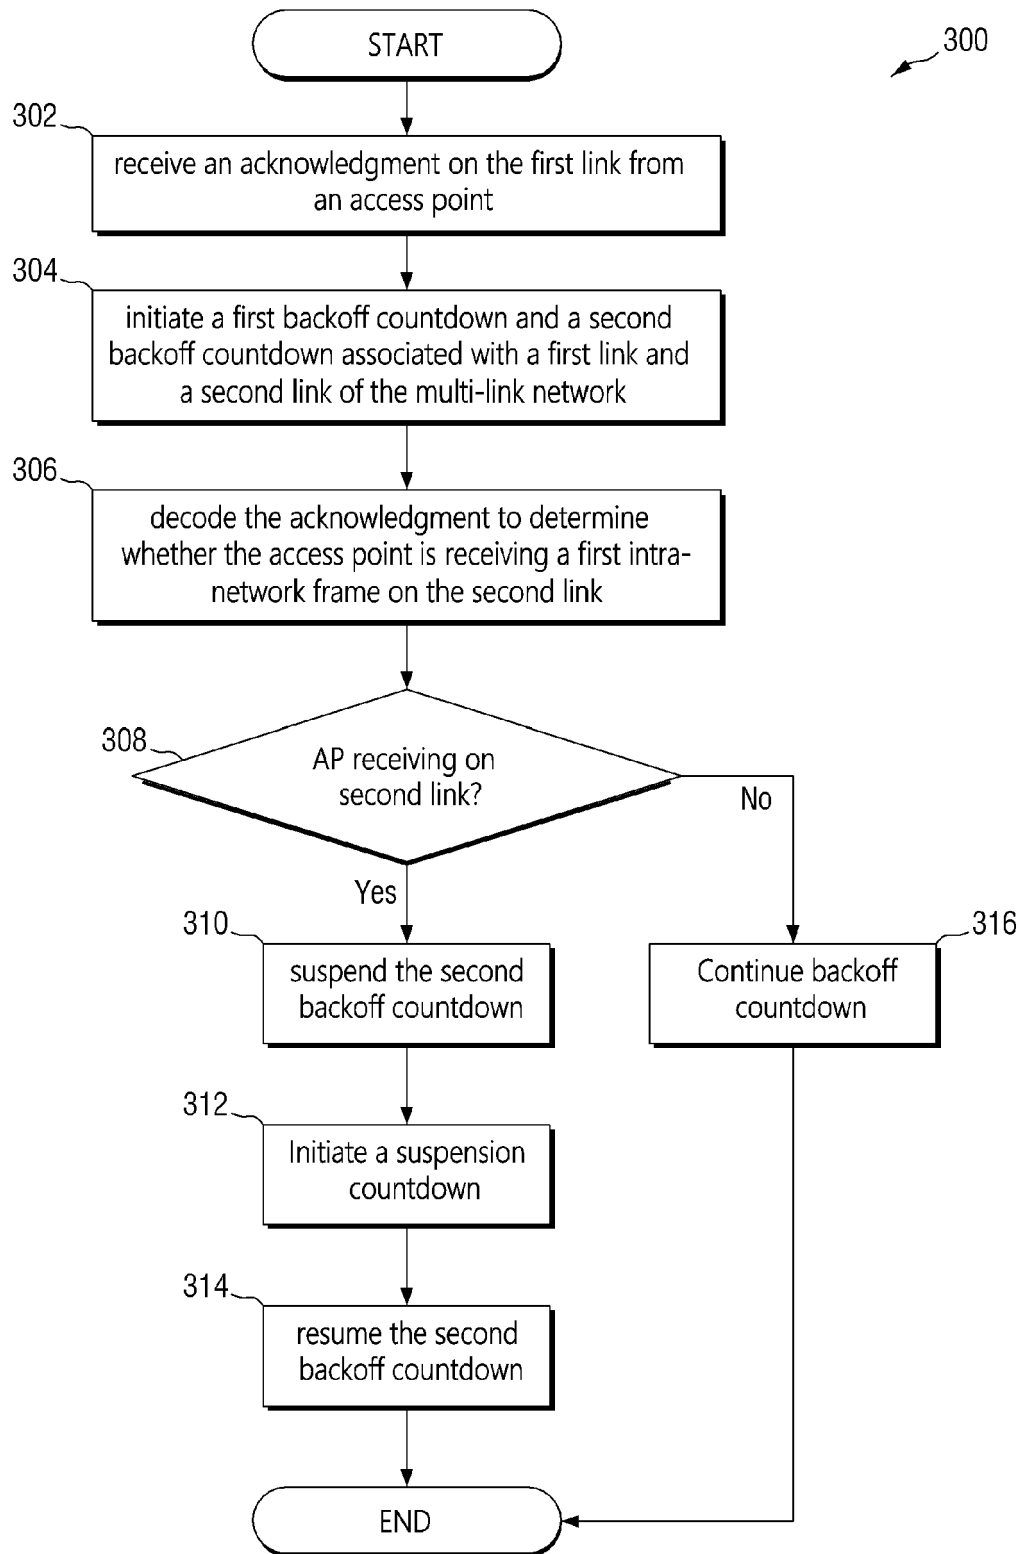 START
300
302
receive an acknowledgment on the first link from
an access point
304
initiate a first backoff countdown and a second
backoff countdown associated with a first link and
a second link of the multi-link network
306
decode the acknowledgment to determine
whether the access point is receiving a first intra-
network frame on the second link
308
AP receiving on
second link?
No
Yes
310
suspend the second
backoff countdown
316
Continue backoff
countdown
312
Initiate a suspension
countdown
314
resume the second
backoff countdown
END